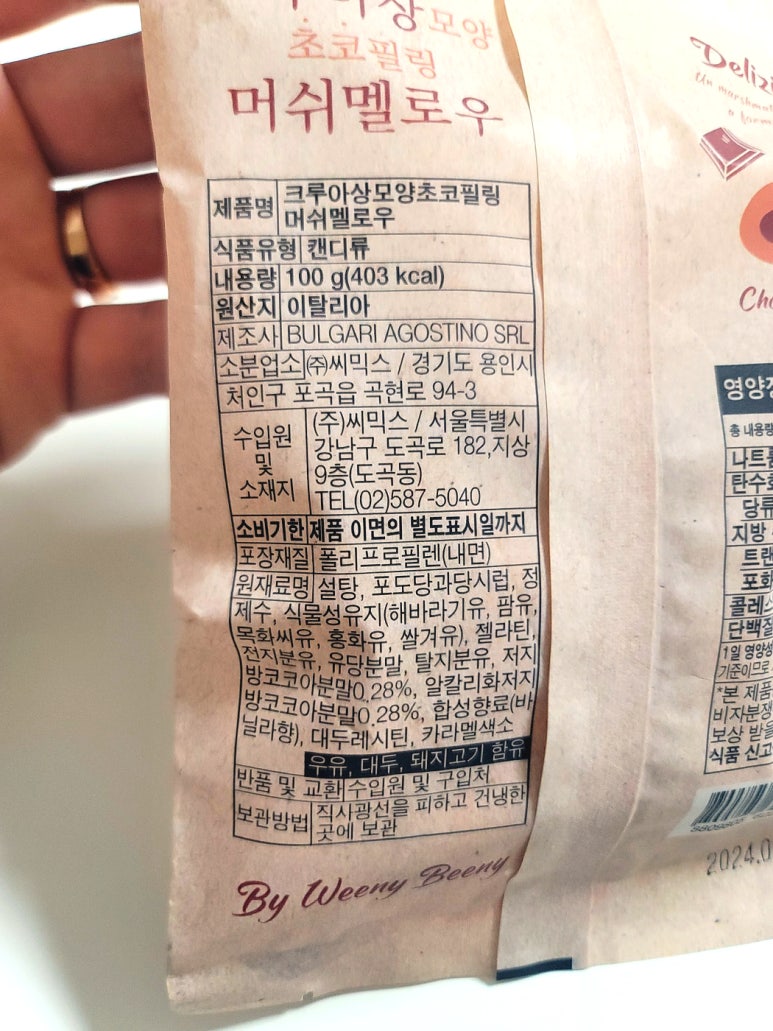 모양
초코필링
머쉬멜로우
제품명 크루아상모양초코필링
머쉬멜로우
식품유형 캔디류
내용량 100 g(403 kcal)
원산지 이탈리아
제조사 BULGARI AGOSTINO SRL
소분업소 (주)씨믹스 / 경기도 용인시
처인구 포곡읍 곡현로 94-3
수입원
및
소재지
(주)씨믹스 / 서울특별시
강남구 도곡로 182,지상
9층(도곡동)
TEL(02)587-5040
소비기한 제품 이면의 별도표시일까지
포장재질 폴리프로필렌(내면)
원재료명 설탕, 포도당과당시럽, 정
제수, 식물성유지(해바라기유, 팜유,
목화씨유, 홍화유, 쌀겨유), 젤라틴,
전지분유, 유당분말, 탈지분유, 저지
방코코아분말0.28%, 알칼리화저지
방코코아분말0.28%, 합성향료(바
닐라향), 대두레시틴, 카라멜색소
우유, 대두, 돼지고기 함유
반품 및 교환 수입원 및 구입처
보관방법 직사광선을 피하고 건냉한
곳에 보관
By Weeny Beeny
Deliz
Un marshmal
a form
Cho
영양정
총 내용량
나트륨
탄수화
당류
지방
트랜
포화
콜레스
단백질
1일 영양성
기준이므로
*본 제품
비자분쟁
보상 받을
식품 신고
2024.0